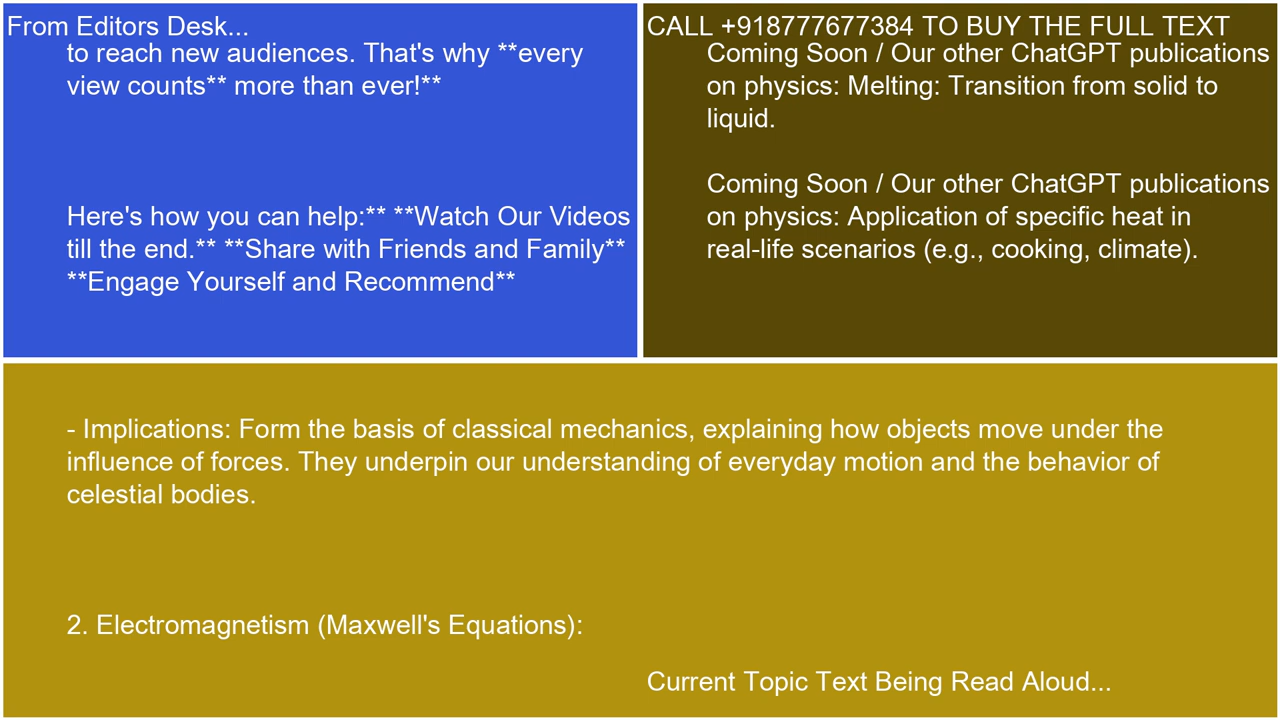 From Editors Desk...
to reach new audiences. That's why **every
view counts** more than ever!**
Here's how you can help:** **Watch Our Videos
till the end.** **Share with Friends and Family**
**Engage Yourself and Recommend**
CALL +918777677384 TO BUY THE FULL TEXT
Coming Soon / Our other ChatGPT publications
on physics: Melting: Transition from solid to
liquid.
Coming Soon / Our other ChatGPT publications
on physics: Application of specific heat in
real-life scenarios (e.g., cooking, climate).
- Implications: Form the basis of classical mechanics, explaining how objects move under the
influence of forces. They underpin our understanding of everyday motion and the behavior of
celestial bodies.
2. Electromagnetism (Maxwell's Equations):
Current Topic Text Being Read Aloud...